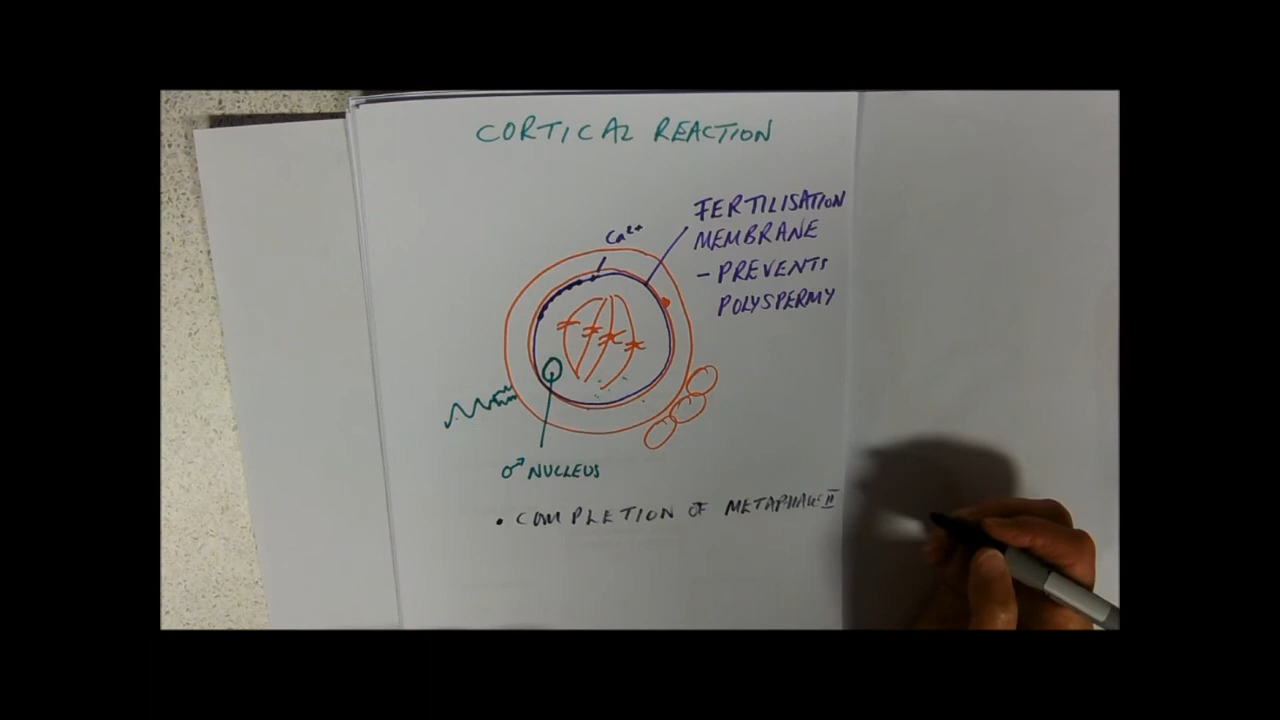 CORTICAL REACTION
FERTILISATION
MEMBRANE
- PREVENTS
POLYSPERMY
Ca²⁺
♂ NUCLEUS
• COMPLETION OF METAPHASE II